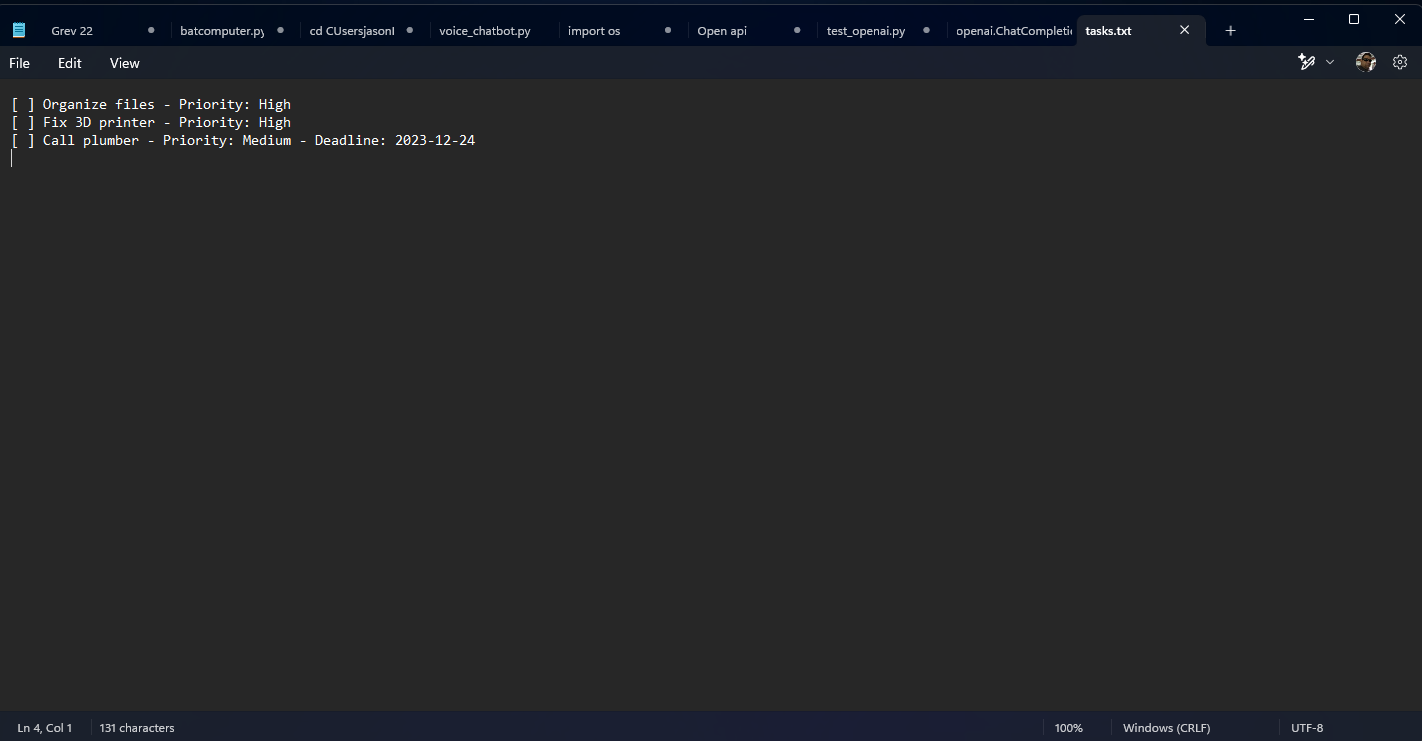 Grev 22
batcomputer.py
cd CUsersjasonl
voice_chatbot.py
import os
Open api
test_openai.py
openai.ChatCompletic
tasks.txt
File Edit View
[ ] Organize files - Priority: High
[ ] Fix 3D printer - Priority: High
[ ] Call plumber - Priority: Medium - Deadline: 2023-12-24
Ln 4, Col 1
131 characters
100%
Windows (CRLF)
UTF-8